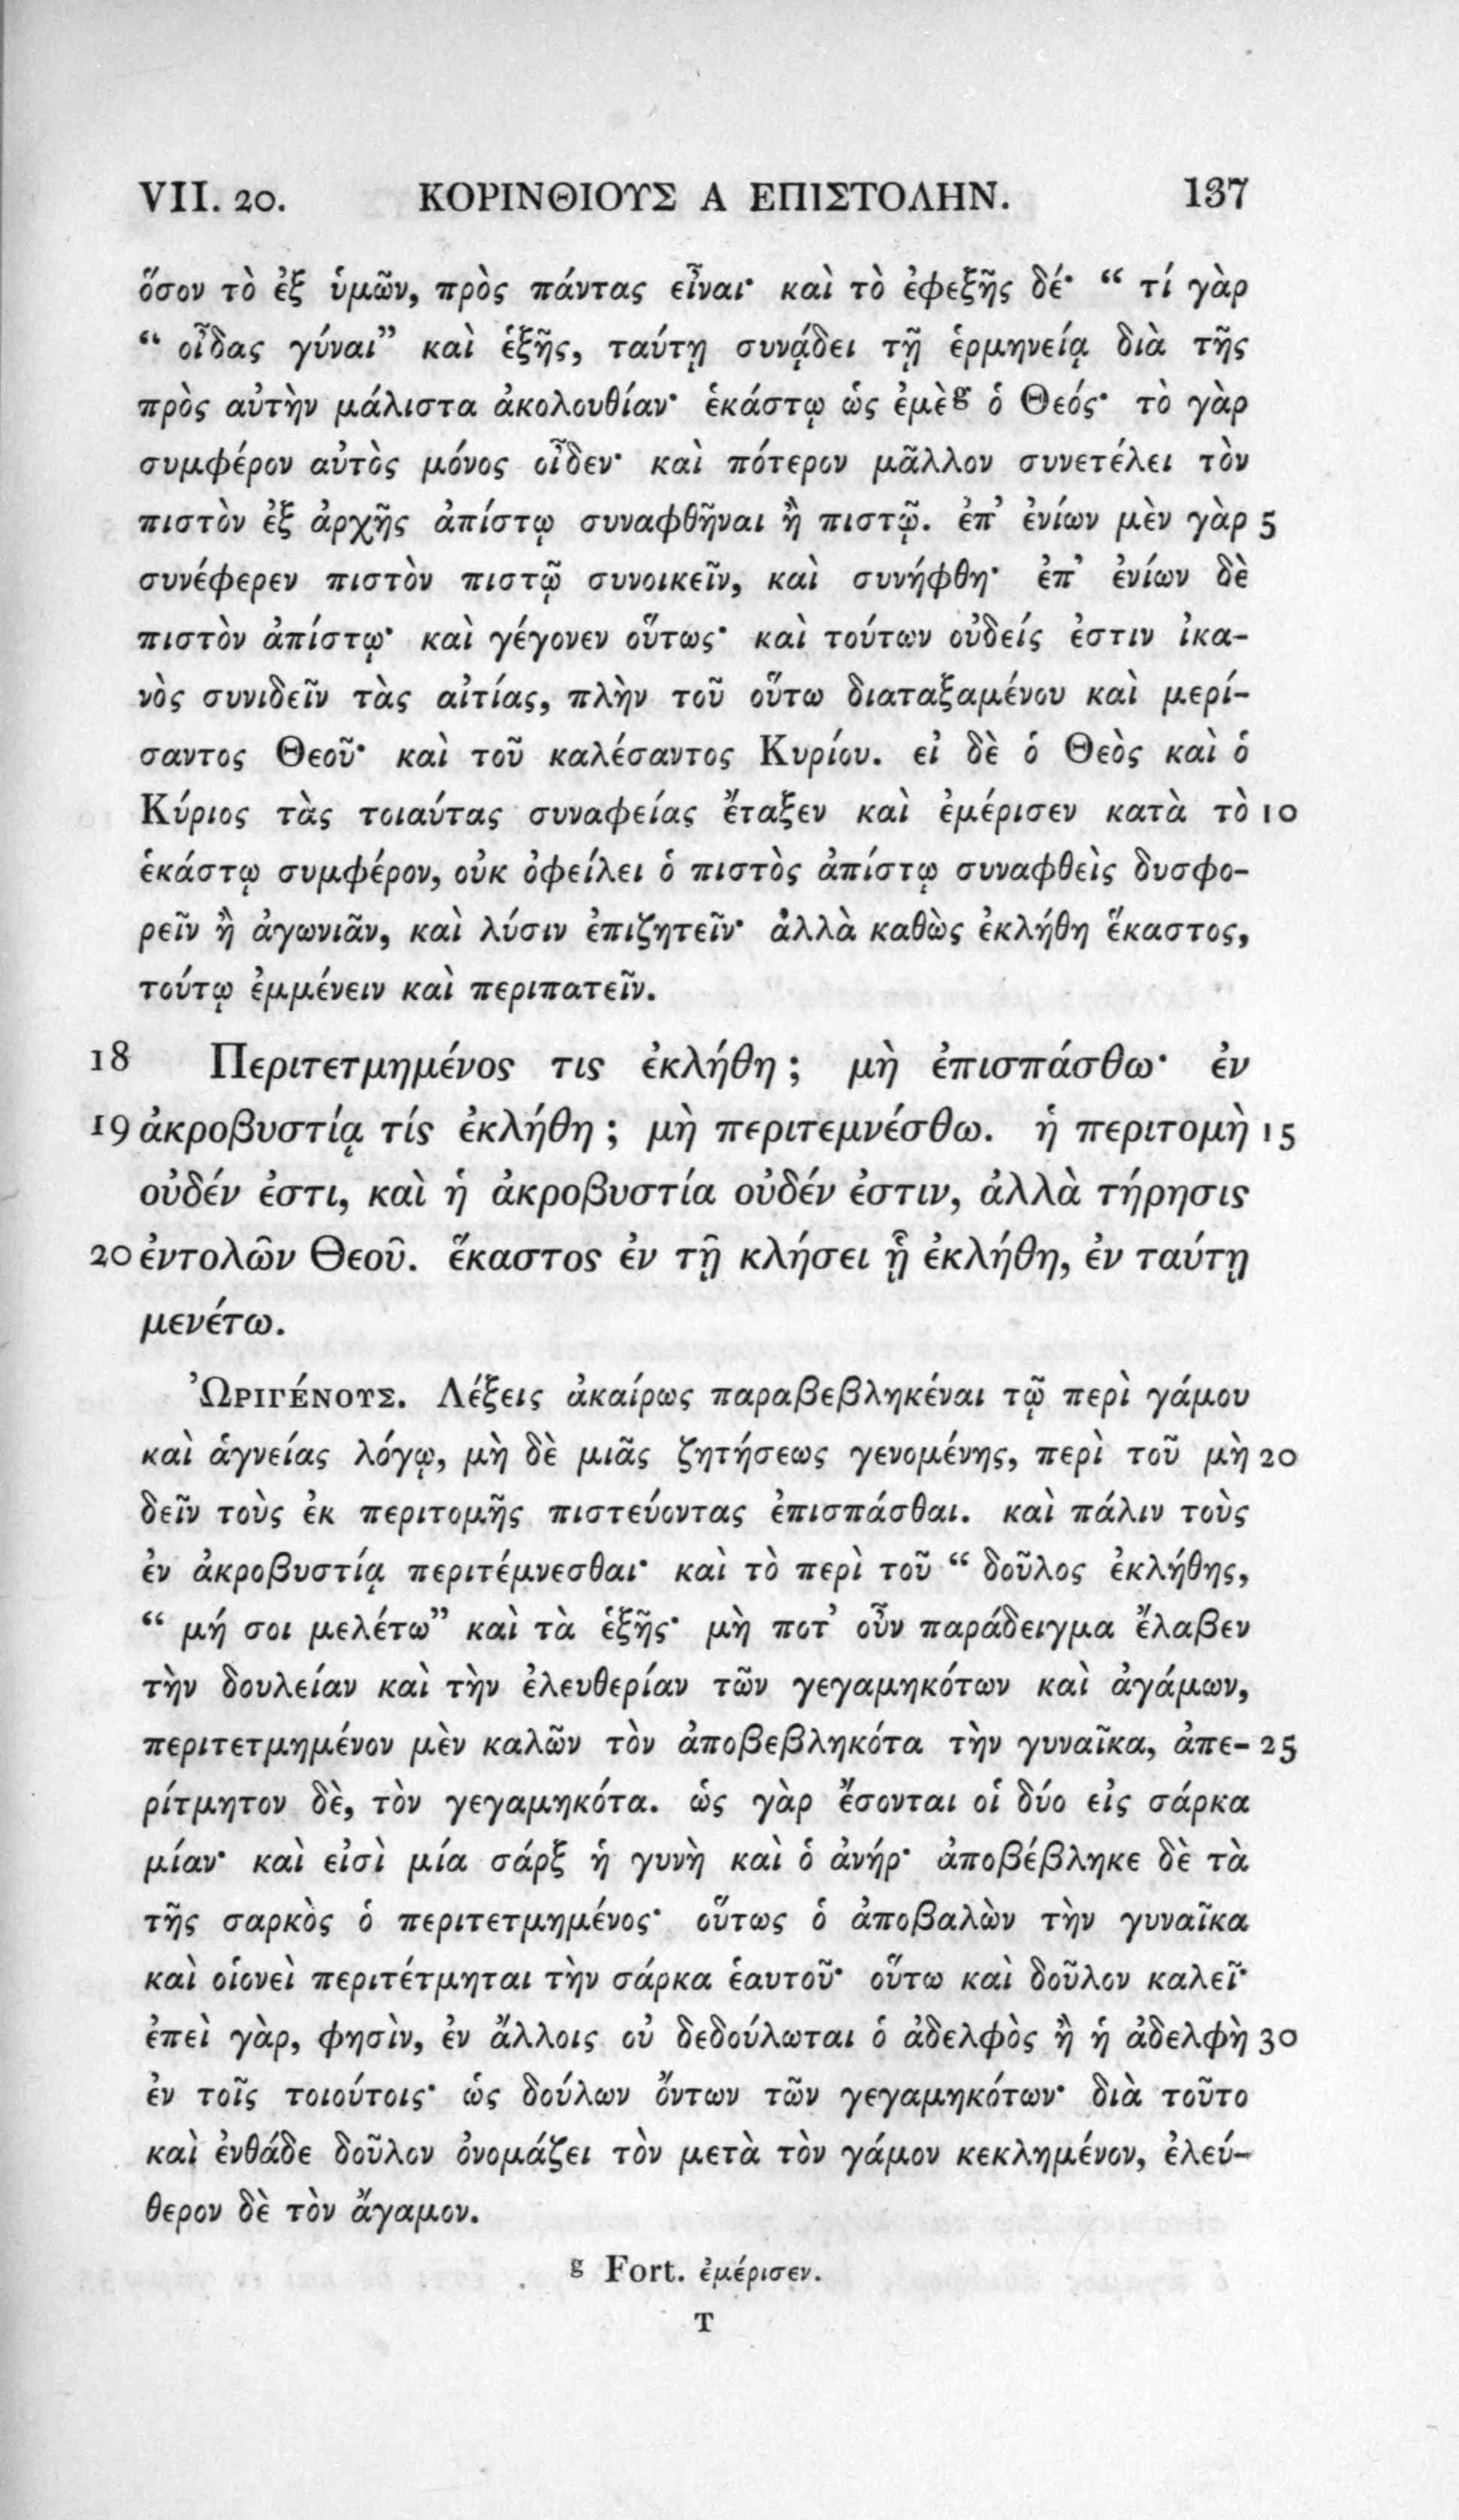 VII. 20. ΚΟΡΙΝΘΙΟΥΣ Α ΕΠΙΣΤΟΛΗΝ. 137
ὅσον τὸ ἐξ ὑμῶν, πρὸς πάντας εἶναι· καὶ τὸ ἐφεξῆς δέ· “ τί γὰρ
“ οἶδας γύναι” καὶ ἑξῆς, ταύτῃ συνᾴδει τῇ ἑρμηνείᾳ διὰ τῆς
πρὸς αὐτὴν μάλιστα ἀκολουθίαν· ἑκάστῳ ὡς ἐμὲg ὁ Θεός· τὸ γὰρ
συμφέρον αὐτὸς μόνος οἶδεν· καὶ πότερον μᾶλλον συνετέλει τὸν
πιστὸν ἐξ ἀρχῆς ἀπίστῳ συναφθῆναι ἢ πιστῷ. ἐπ’ ἐνίων μὲν γὰρ 5
συνέφερεν πιστὸν πιστῷ συνοικεῖν, καὶ συνήφθη· ἐπ’ ἐνίων δὲ
πιστὸν ἀπίστῳ· καὶ γέγονεν οὕτως· καὶ τούτων οὐδείς ἐστιν ἱκα-
νὸς συνιδεῖν τὰς αἰτίας, πλὴν τοῦ οὕτω διαταξαμένου καὶ μερί-
σαντος Θεοῦ· καὶ τοῦ καλέσαντος Κυρίου. εἰ δὲ ὁ Θεὸς καὶ ὁ
Κύριος τὰς τοιαύτας συναφείας ἔταξεν καὶ ἐμέρισεν κατὰ τὸ 10
ἑκάστῳ συμφέρον, οὐκ ὀφείλει ὁ πιστὸς ἀπίστῳ συναφθεὶς δυσφο-
ρεῖν ἢ ἀγωνιᾶν, καὶ λύσιν ἐπιζητεῖν· ἀλλὰ καθὼς ἐκλήθη ἕκαστος,
τούτῳ ἐμμένειν καὶ περιπατεῖν.
18 Περιτετμημένος τις ἐκλήθη ; μὴ ἐπισπάσθω· ἐν
19 ἀκροβυστίᾳ τίς ἐκλήθη ; μὴ περιτεμνέσθω. ἡ περιτομὴ 15
οὐδέν ἐστι, καὶ ἡ ἀκροβυστία οὐδέν ἐστιν, ἀλλὰ τήρησις
20 ἐντολῶν Θεοῦ. ἕκαστος ἐν τῇ κλήσει ᾗ ἐκλήθη, ἐν ταύτῃ
μενέτω.
ʼΩΡΙΓΈΝΟΥΣ. Λέξεις ἀκαίρως παραβεβληκέναι τῷ περὶ γάμου
καὶ ἁγνείας λόγῳ, μὴ δὲ μιᾶς ζητήσεως γενομένης, περὶ τοῦ μὴ 20
δεῖν τοὺς ἐκ περιτομῆς πιστεύοντας ἐπισπάσθαι. καὶ πάλιν τοὺς
ἐν ἀκροβυστίᾳ περιτέμνεσθαι· καὶ τὸ περὶ τοῦ “ δοῦλος ἐκλήθης,
“ μή σοι μελέτω” καὶ τὰ ἑξῆς· μὴ ποτ’ οὖν παράδειγμα ἔλαβεν
τὴν δουλείαν καὶ τὴν ἐλευθερίαν τῶν γεγαμηκότων καὶ ἀγάμων,
περιτετμημένον μὲν καλῶν τὸν ἀποβεβληκότα τὴν γυναῖκα, ἀπε- 25
ρίτμητον δὲ, τὸν γεγαμηκότα. ὡς γὰρ ἔσονται οἱ δύο εἰς σάρκα
μίαν· καὶ εἰσὶ μία σάρξ ἡ γυνὴ καὶ ὁ ἀνήρ· ἀποβέβληκε δὲ τὰ
τῆς σαρκὸς ὁ περιτετμημένος· οὕτως ὁ ἀποβαλὼν τὴν γυναῖκα
καὶ οἱονεὶ περιτέτμηται τὴν σάρκα ἑαυτοῦ· οὕτω καὶ δοῦλον καλεῖ·
ἐπεὶ γὰρ, φησὶν, ἐν ἄλλοις οὐ δεδούλωται ὁ ἀδελφὸς ἢ ἡ ἀδελφὴ 30
ἐν τοῖς τοιούτοις· ὡς δούλων ὄντων τῶν γεγαμηκότων· διὰ τοῦτο
καὶ ἐνθάδε δοῦλον ὀνομάζει τὸν μετὰ τὸν γάμον κεκλημένον, ἐλεύ-
θερον δὲ τὸν ἄγαμον.
g Fort. ἐμέρισεν.
T